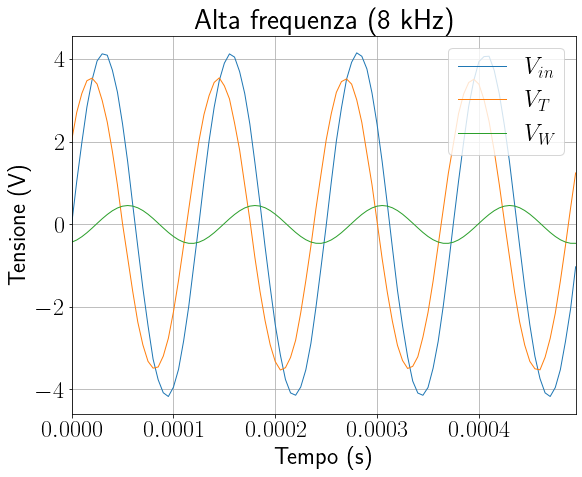 Alta frequenza (8 kHz)
V_in
V_T
V_W
Tensione (V)
4
2
0
−2
−4
0.0000 0.0001 0.0002 0.0003 0.0004
Tempo (s)